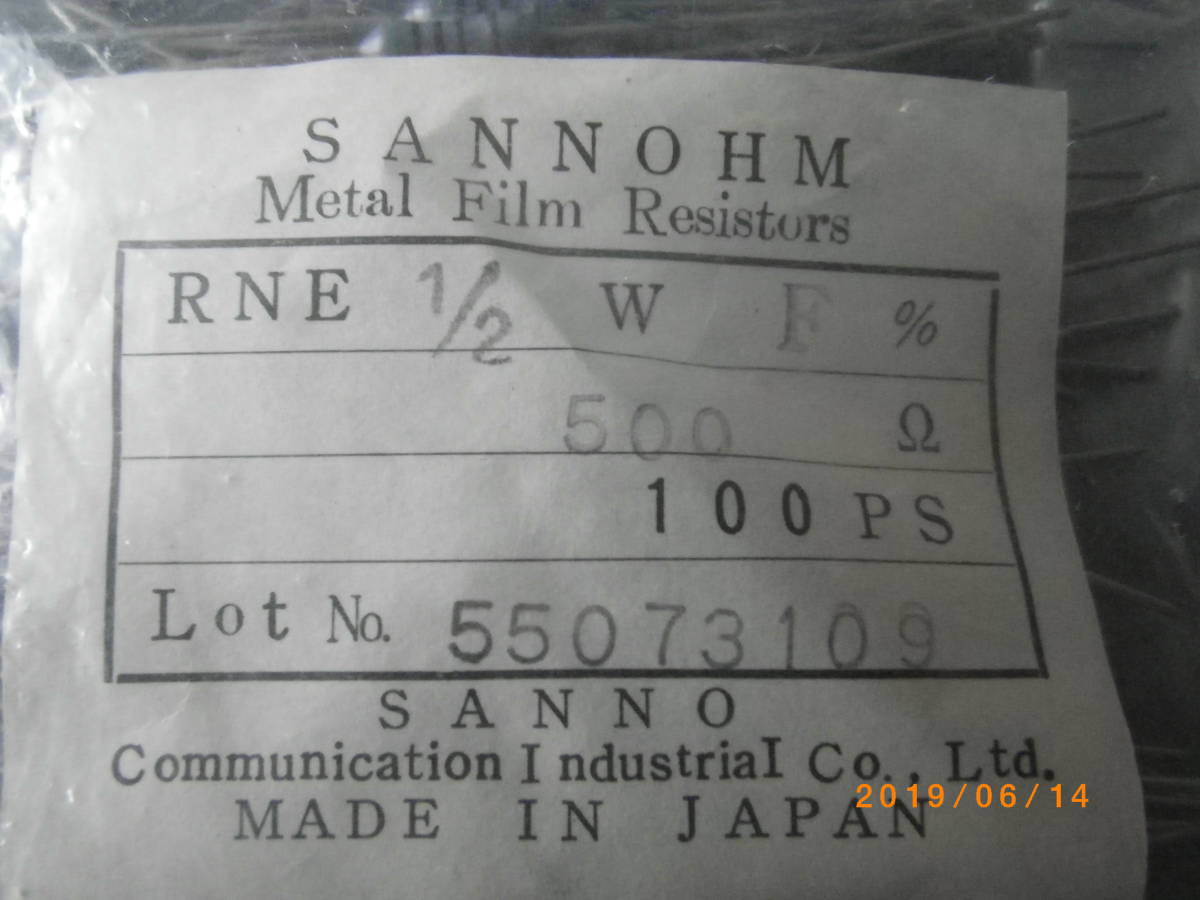 SANNOHM
Metal Film Resistors
RNE 1/2 W F %
500 Ω
100 PS
Lot No. 55073109
SANNO
Communication Industrial Co., Ltd.
MADE IN JAPAN
2019/06/14